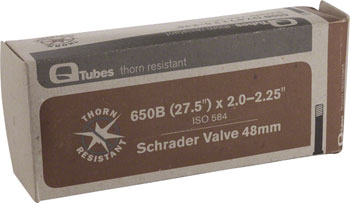 Q Tubes thorn resistant
THORN
RESISTANT
650B (27.5") x 2.0–2.25"
ISO 584
Schrader Valve 48mm